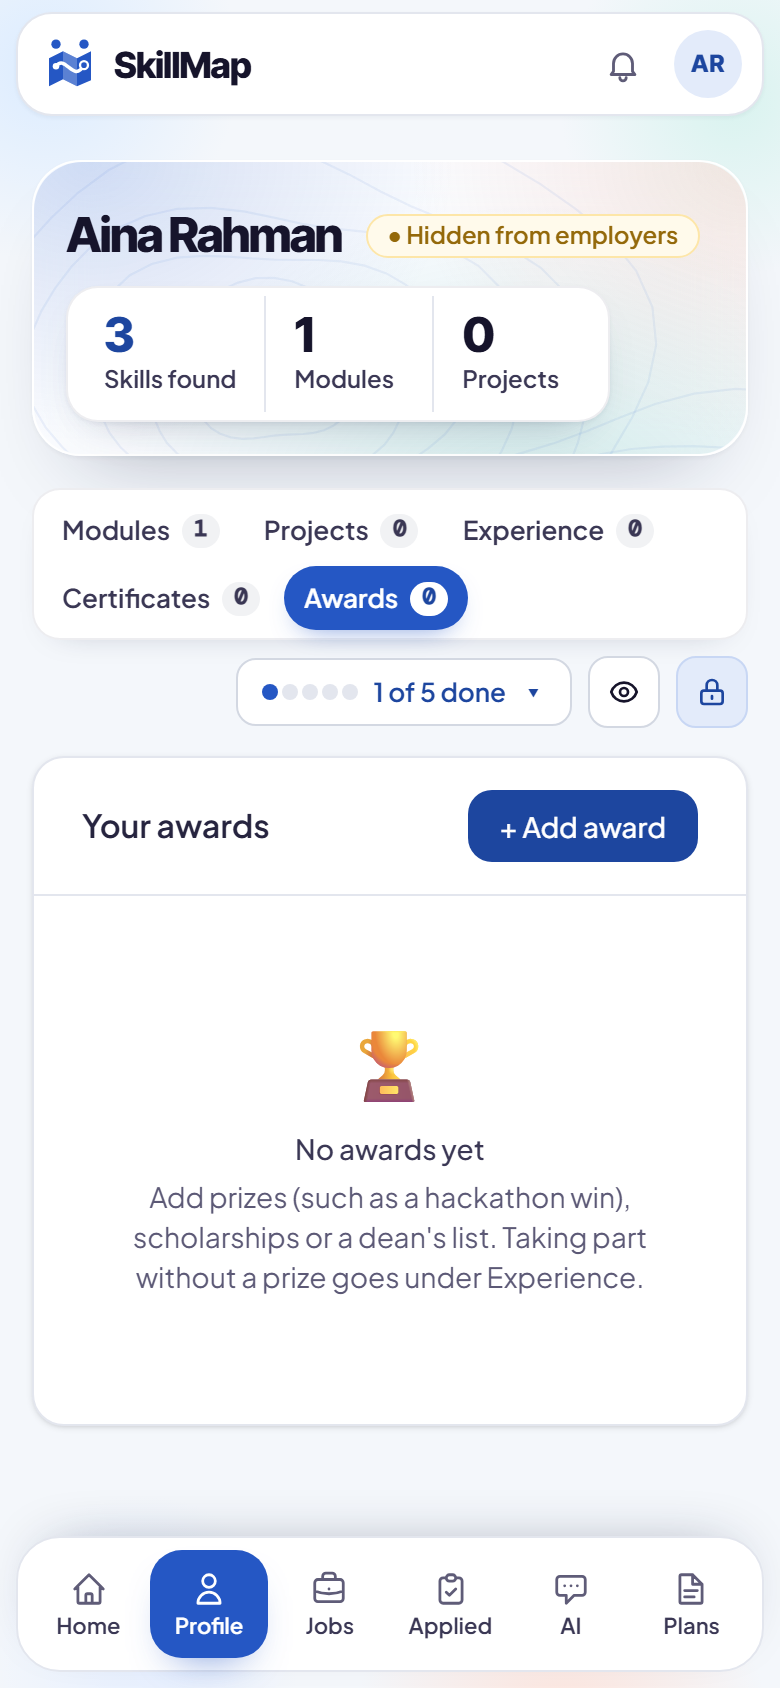 SkillMap
AR
Aina Rahman
Hidden from employers
3
Skills found
1
Modules
0
Projects
Modules 1
Projects 0
Experience 0
Certificates 0
Awards 0
1 of 5 done
Your awards
+ Add award
No awards yet
Add prizes (such as a hackathon win),
scholarships or a dean's list. Taking part
without a prize goes under Experience.
Home
Profile
Jobs
Applied
AI
Plans